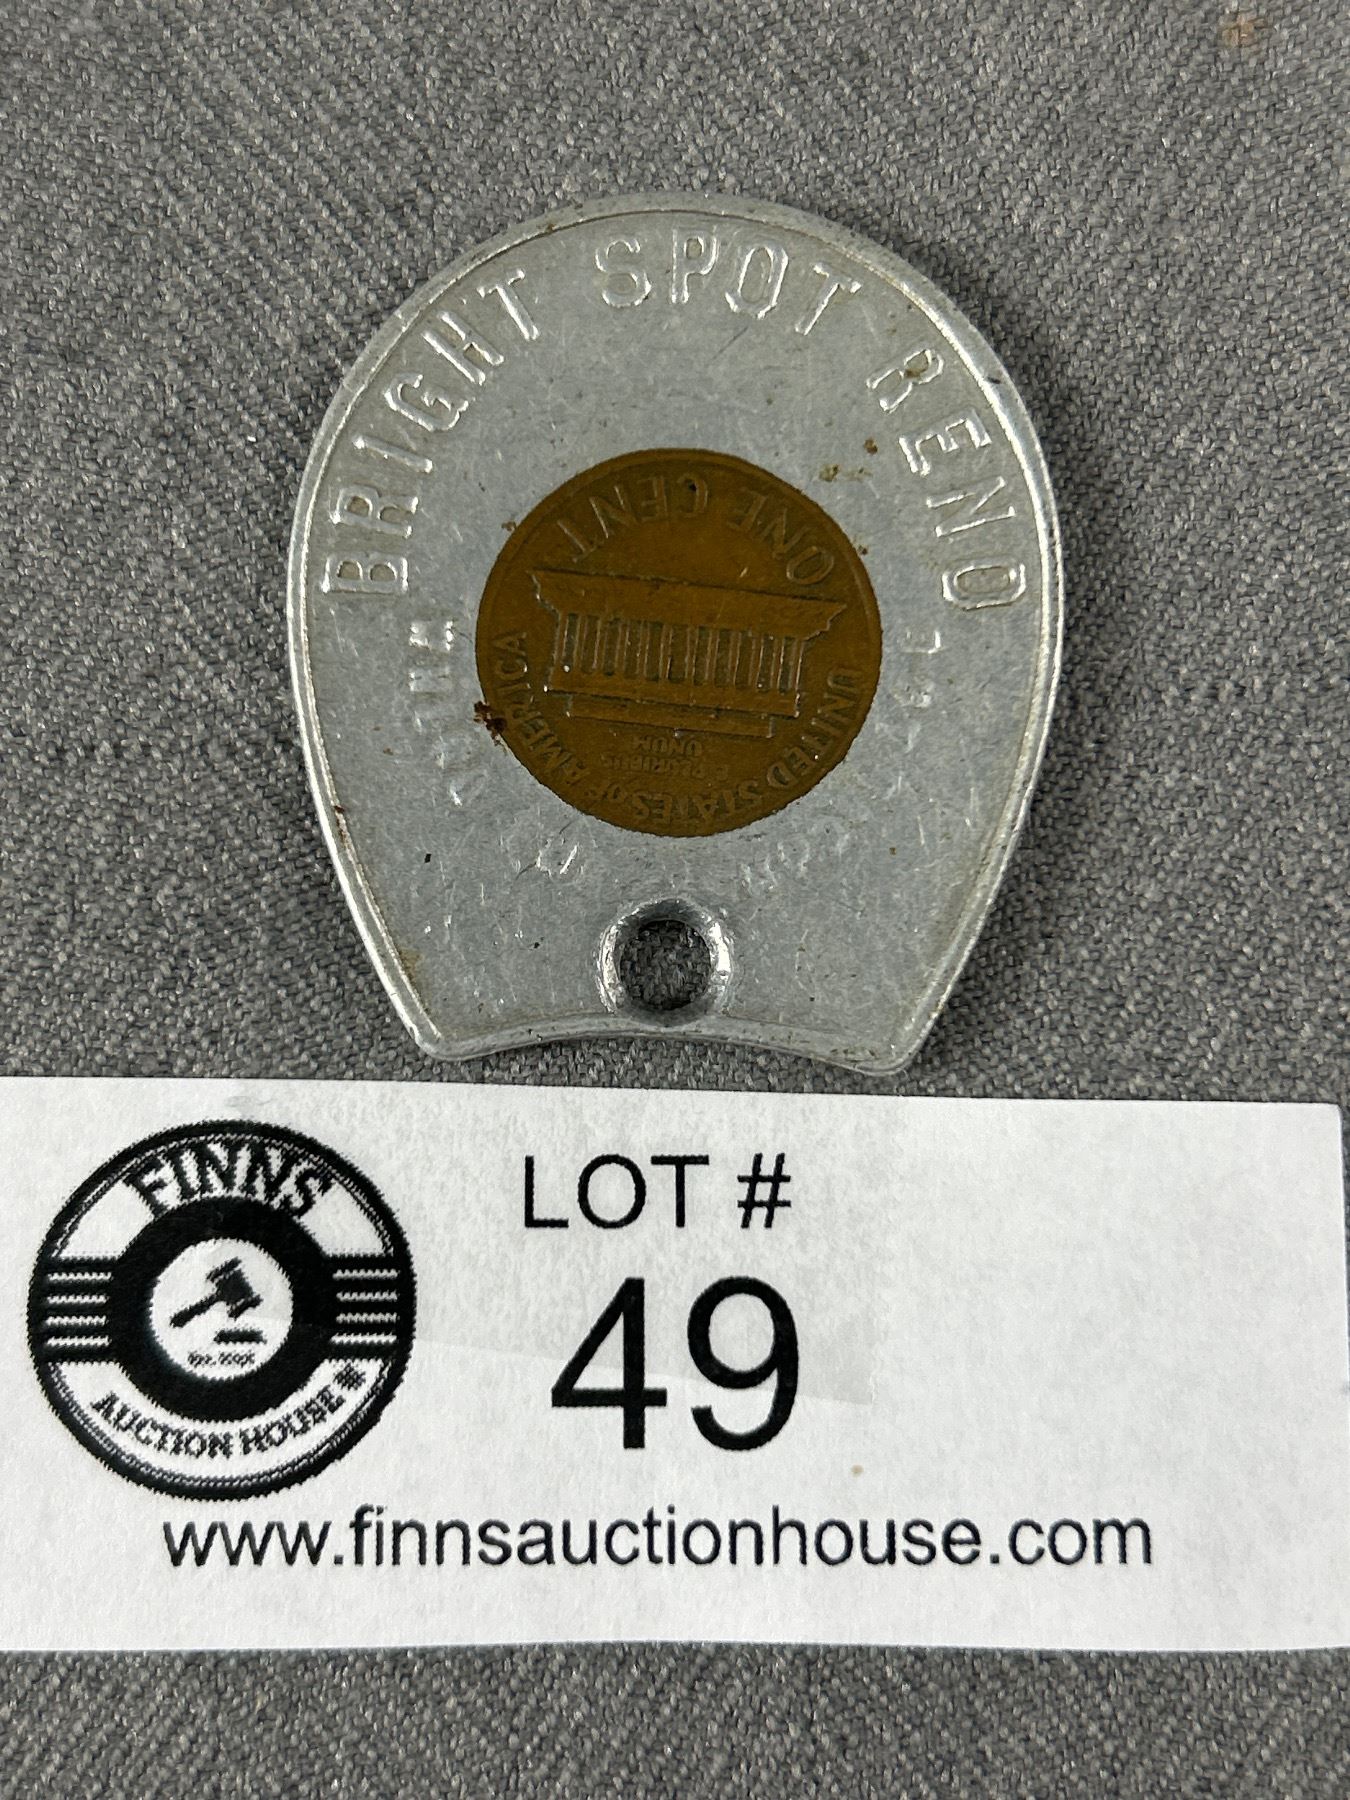 BRIGHT SPOT RENO
ONE CENT
UNITED STATES OF AMERICA
E PLURIBUS
UNUM
FINNS
AUCTION HOUSE
LOT #
49
www.finnsauctionhouse.com